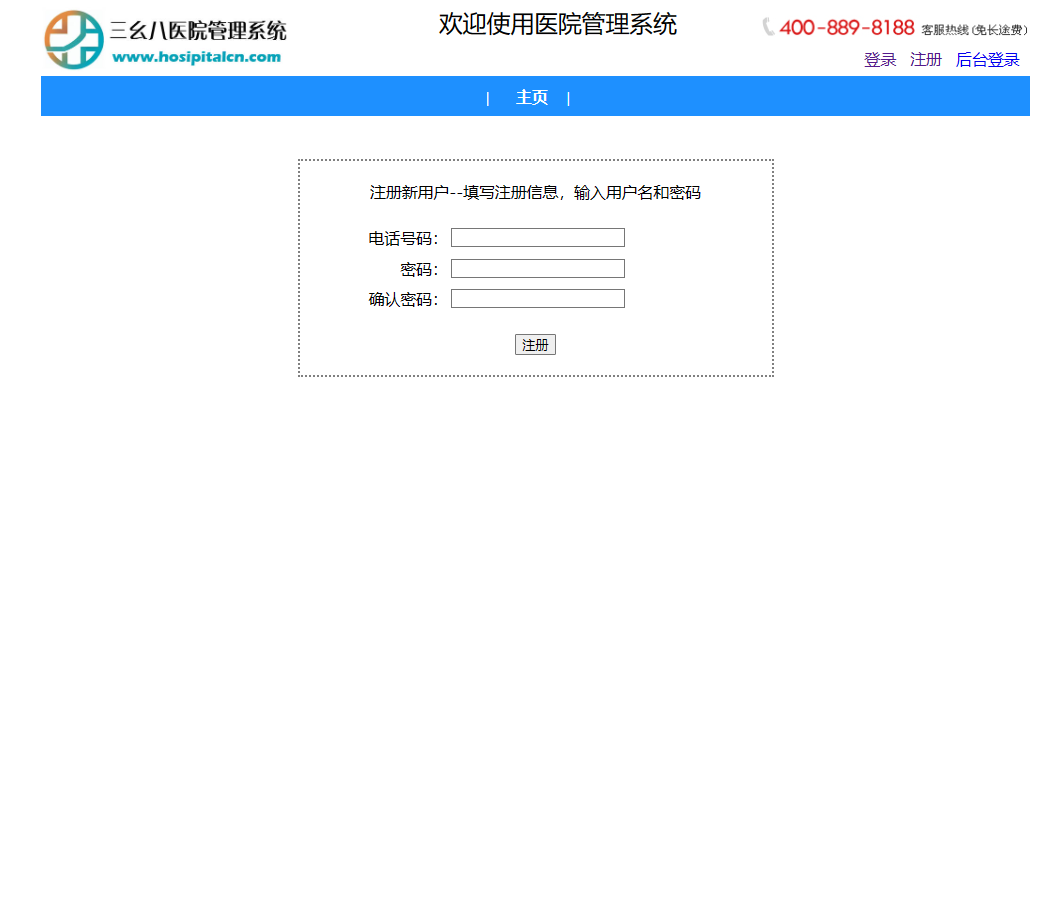 三幺八医院管理系统
www.hosipitalcn.com
欢迎使用医院管理系统
400-889-8188 客服热线(免长途费)
登录 注册 后台登录
| 主页 |
注册新用户--填写注册信息，输入用户名和密码
电话号码：
密码：
确认密码：
注册